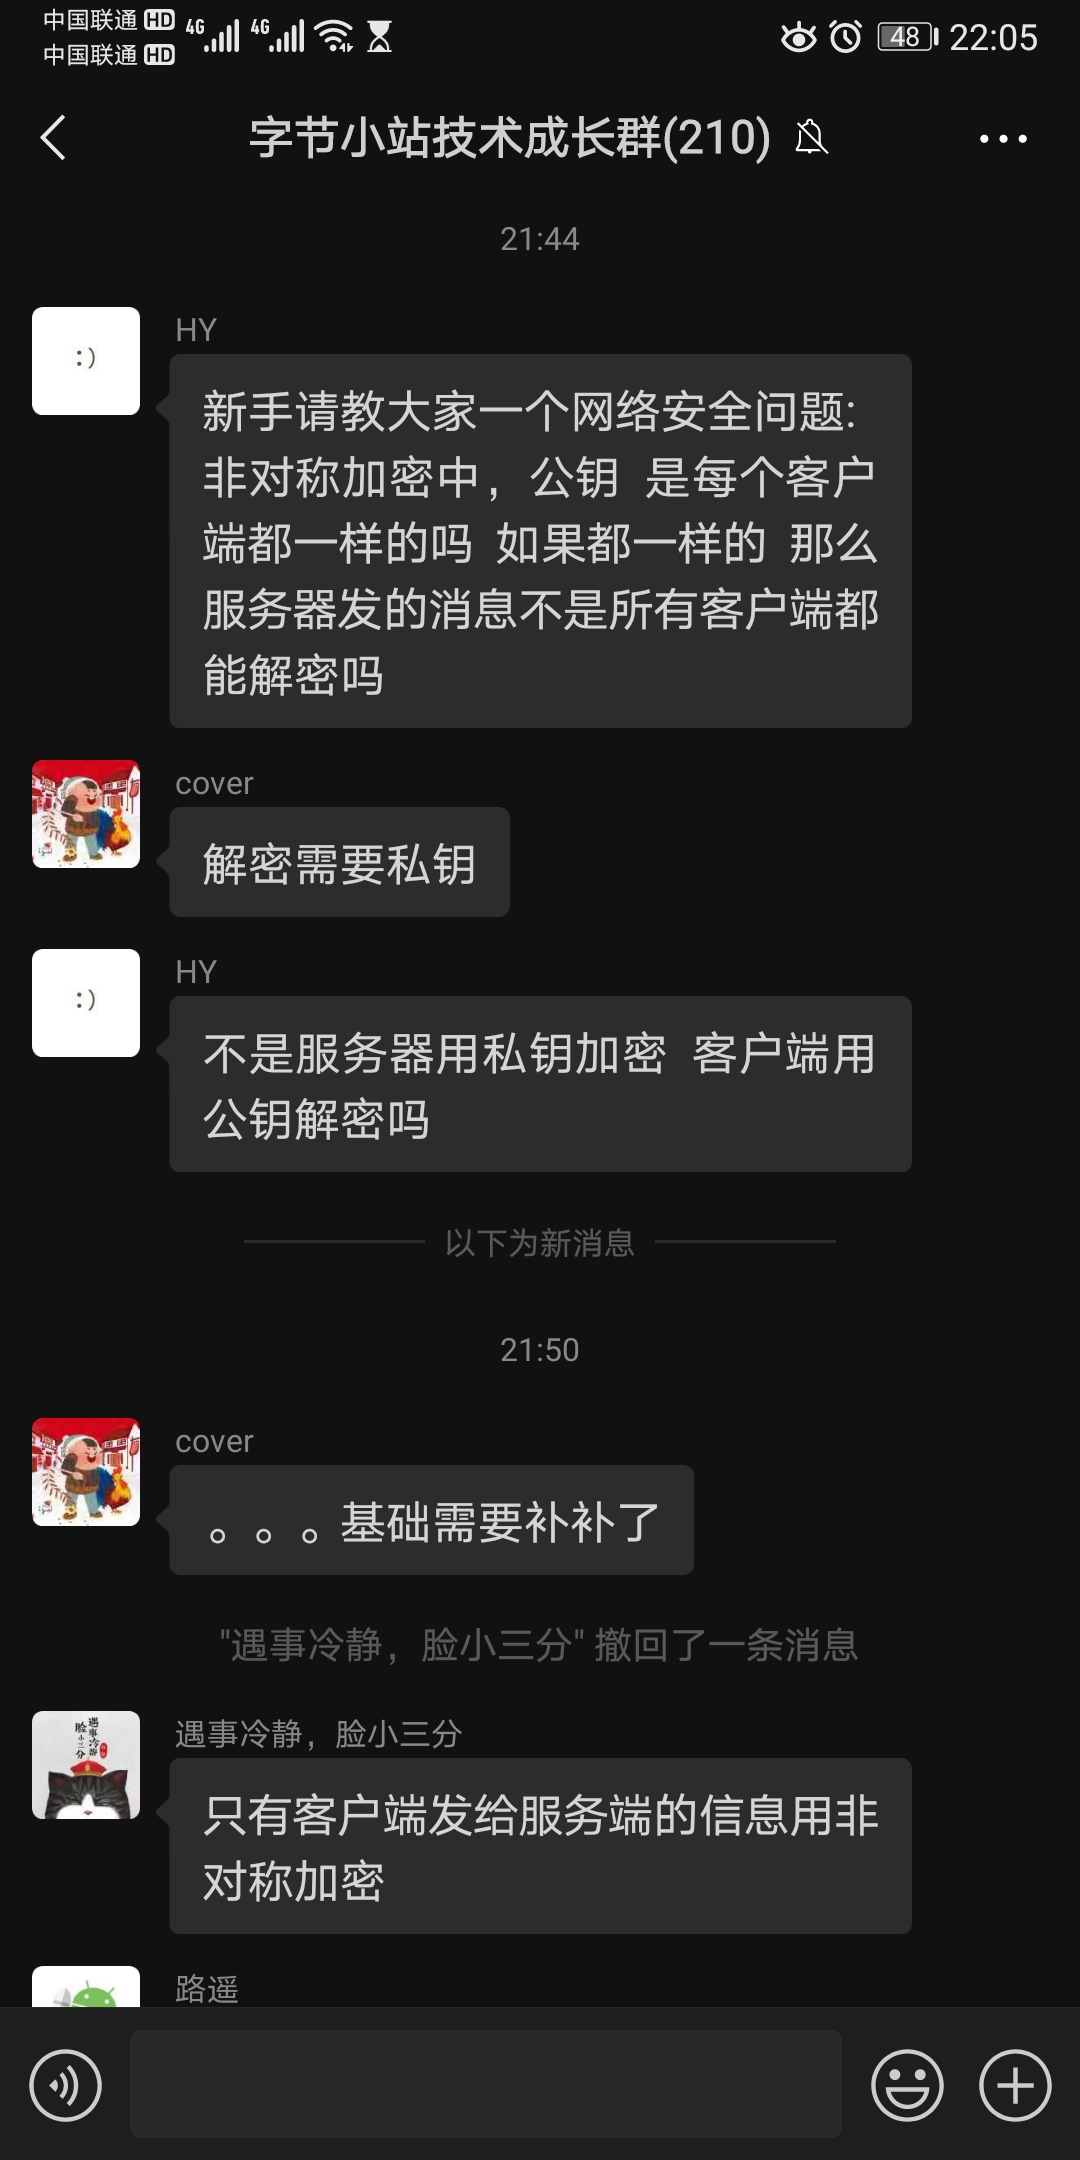 中国联通 HD
中国联通 HD
4G 4G
48 22:05
字节小站技术成长群(210)
21:44
HY
:)
新手请教大家一个网络安全问题:
非对称加密中，公钥 是每个客户
端都一样的吗 如果都一样的 那么
服务器发的消息不是所有客户端都
能解密吗
cover
解密需要私钥
HY
:)
不是服务器用私钥加密 客户端用
公钥解密吗
以下为新消息
21:50
cover
。。。基础需要补补了
"遇事冷静，脸小三分" 撤回了一条消息
遇事冷静
脸小三分
遇事冷静，脸小三分
只有客户端发给服务端的信息用非
对称加密
路遥